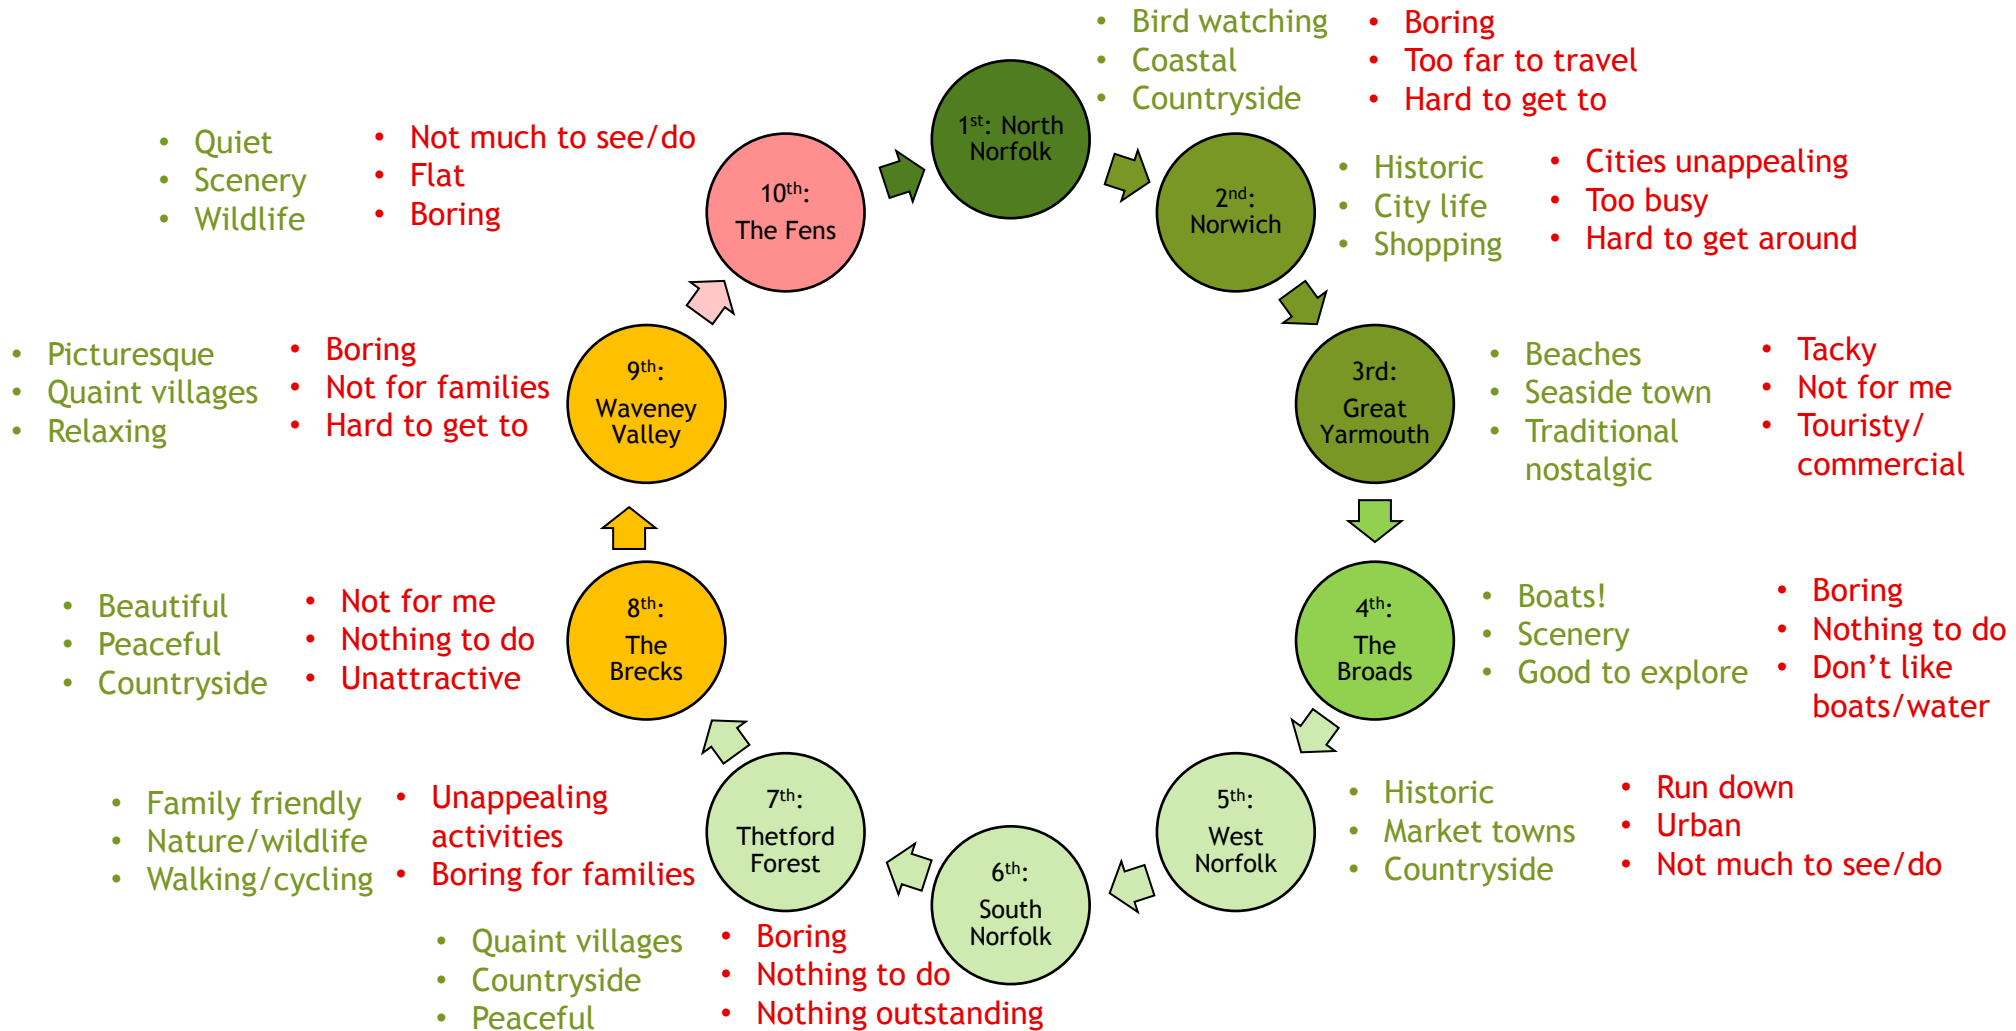 • Bird watching
• Coastal
• Countryside
• Boring
• Too far to travel
• Hard to get to
1st: North
Norfolk
• Historic
• City life
• Shopping
• Cities unappealing
• Too busy
• Hard to get around
2nd:
Norwich
• Beaches
• Seaside town
• Traditional
nostalgic
• Tacky
• Not for me
• Touristy/
commercial
3rd:
Great
Yarmouth
• Boats!
• Scenery
• Good to explore
• Boring
• Nothing to do
• Don’t like
boats/water
4th:
The
Broads
• Historic
• Market towns
• Countryside
• Run down
• Urban
• Not much to see/do
5th:
West
Norfolk
6th:
South
Norfolk
• Quaint villages
• Countryside
• Peaceful
• Boring
• Nothing to do
• Nothing outstanding
7th:
Thetford
Forest
• Family friendly
• Nature/wildlife
• Walking/cycling
• Unappealing
activities
• Boring for families
8th:
The
Brecks
• Beautiful
• Peaceful
• Countryside
• Not for me
• Nothing to do
• Unattractive
9th:
Waveney
Valley
• Picturesque
• Quaint villages
• Relaxing
• Boring
• Not for families
• Hard to get to
10th:
The Fens
• Quiet
• Scenery
• Wildlife
• Not much to see/do
• Flat
• Boring